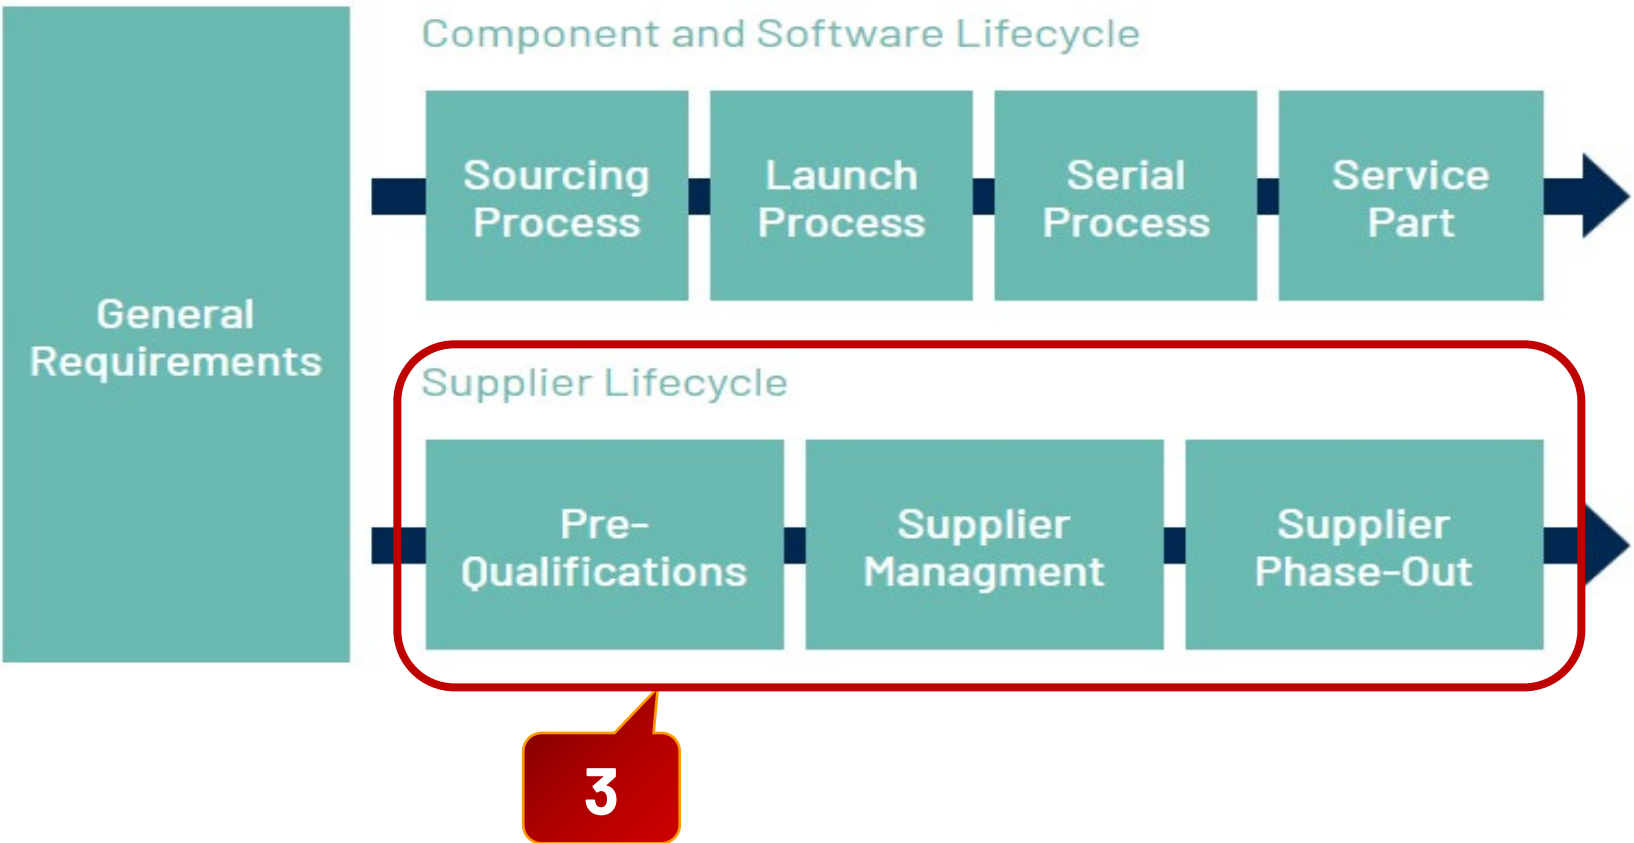 Component and Software Lifecycle
Sourcing
Process
Launch
Process
Serial
Process
Service
Part
General
Requirements
Supplier Lifecycle
Pre-
Qualifications
Supplier
Managment
Supplier
Phase-Out
3